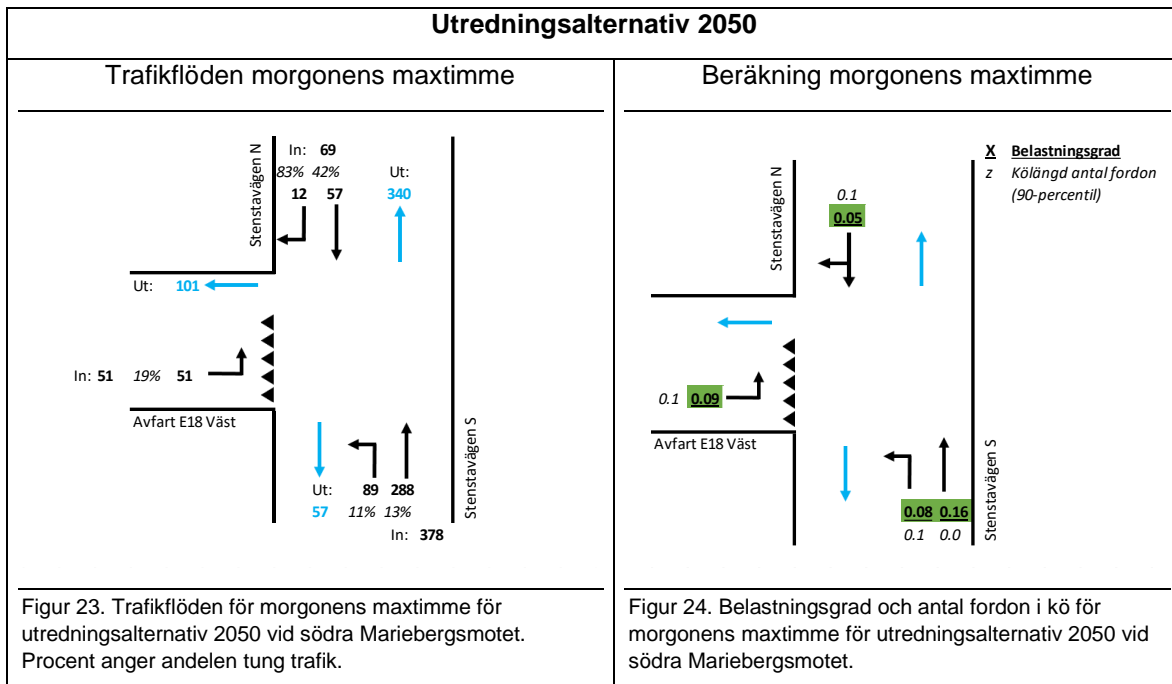 Utredningsalternativ 2050
Trafikflöden morgonens maxtimme
In: 69
83% 42%
Ut:
12 57
340
Stenstavägen N
Ut: 101
In: 51 19% 51
Avfart E18 Väst
Ut: 89 288
57 11% 13%
In: 378
Stenstavägen S
Figur 23. Trafikflöden för morgonens maxtimme för
utredningsalternativ 2050 vid södra Mariebergsmotet.
Procent anger andelen tung trafik.
Beräkning morgonens maxtimme
X Belastningsgrad
z Kölängd antal fordon
(90-percentil)
0.1
0.05
Stenstavägen N
0.1 0.09
Avfart E18 Väst
0.08 0.16
0.1 0.0
Stenstavägen S
Figur 24. Belastningsgrad och antal fordon i kö för
morgonens maxtimme för utredningsalternativ 2050 vid
södra Mariebergsmotet.